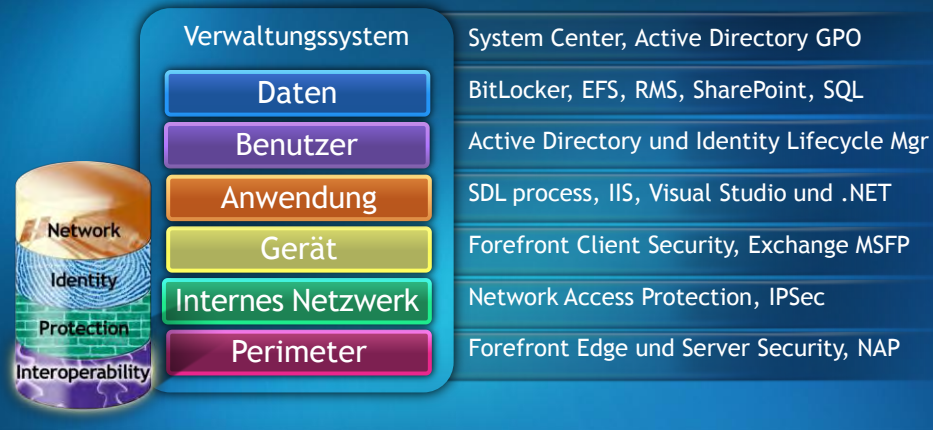 Verwaltungssystem
System Center, Active Directory GPO
Daten
BitLocker, EFS, RMS, SharePoint, SQL
Benutzer
Active Directory und Identity Lifecycle Mgr
Anwendung
SDL process, IIS, Visual Studio und .NET
Gerät
Forefront Client Security, Exchange MSFP
Internes Netzwerk
Network Access Protection, IPSec
Perimeter
Forefront Edge und Server Security, NAP
Network
Identity
Protection
Interoperability